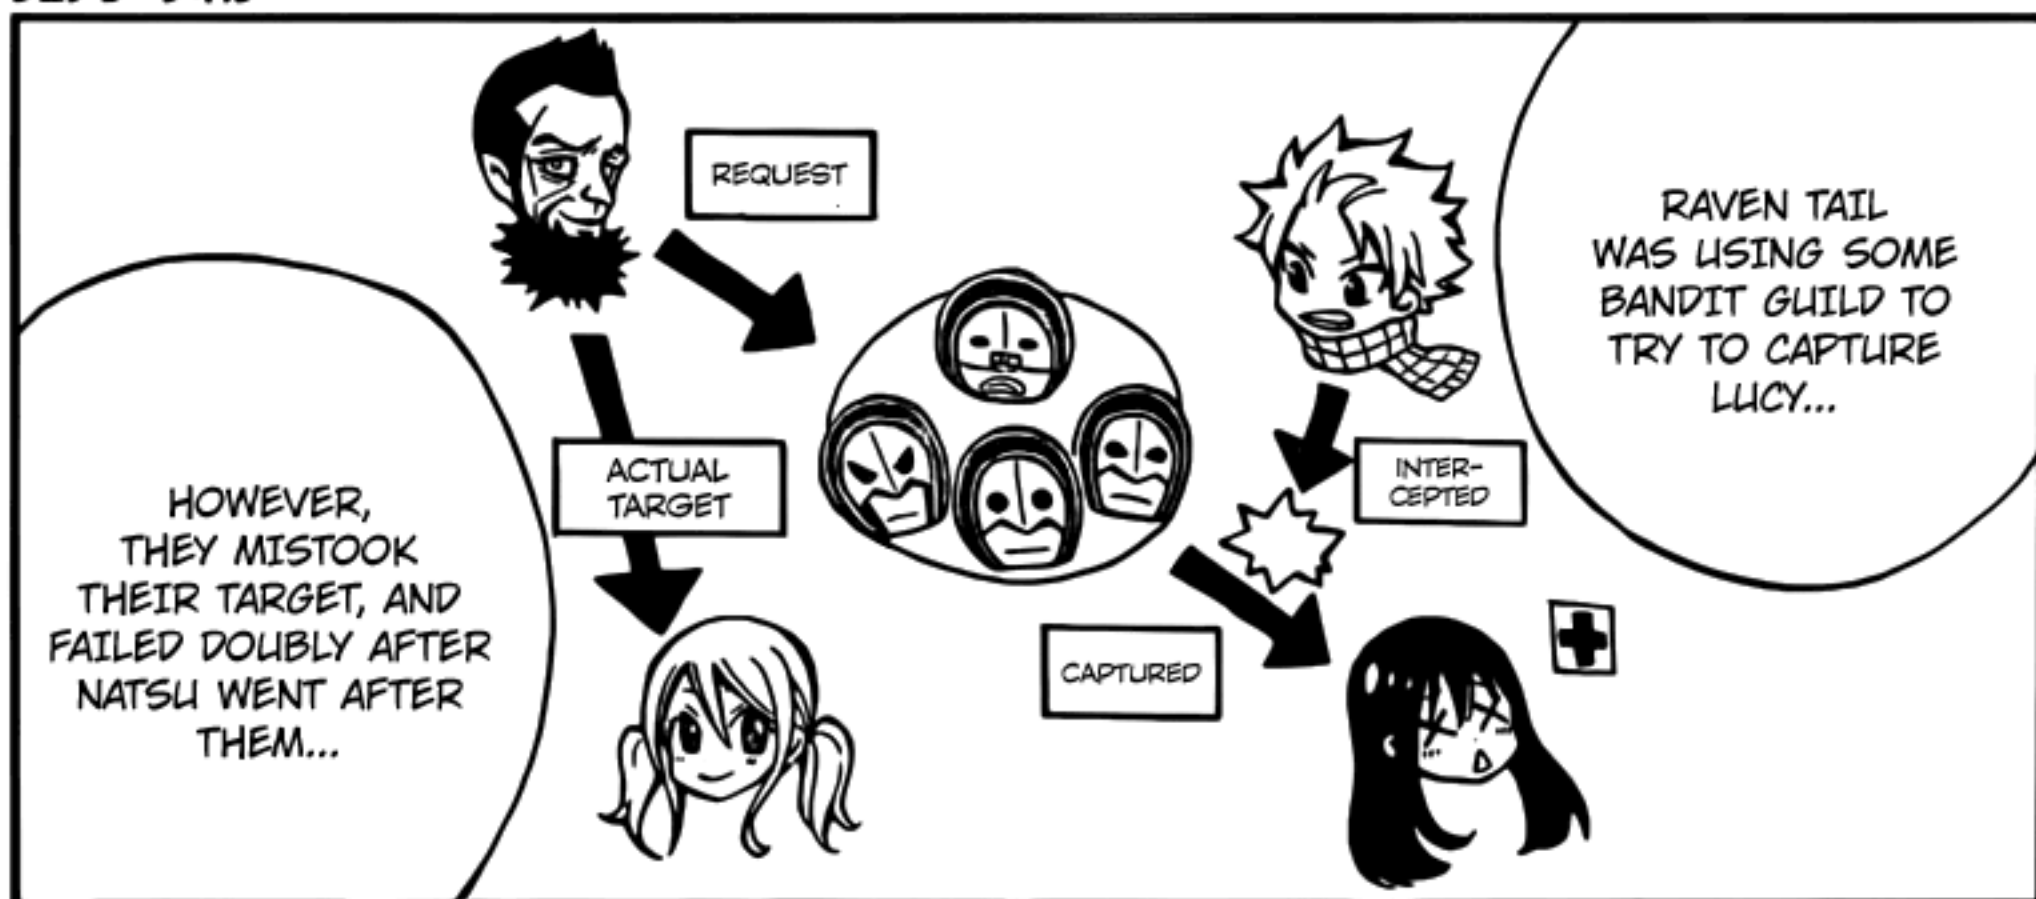 RAVEN TAIL
WAS USING SOME
BANDIT GUILD TO
TRY TO CAPTURE
LUCY...
REQUEST
ACTUAL
TARGET
INTER-
CEPTED
CAPTURED
HOWEVER,
THEY MISTOOK
THEIR TARGET, AND
FAILED DOUBLY AFTER
NATSU WENT AFTER
THEM...